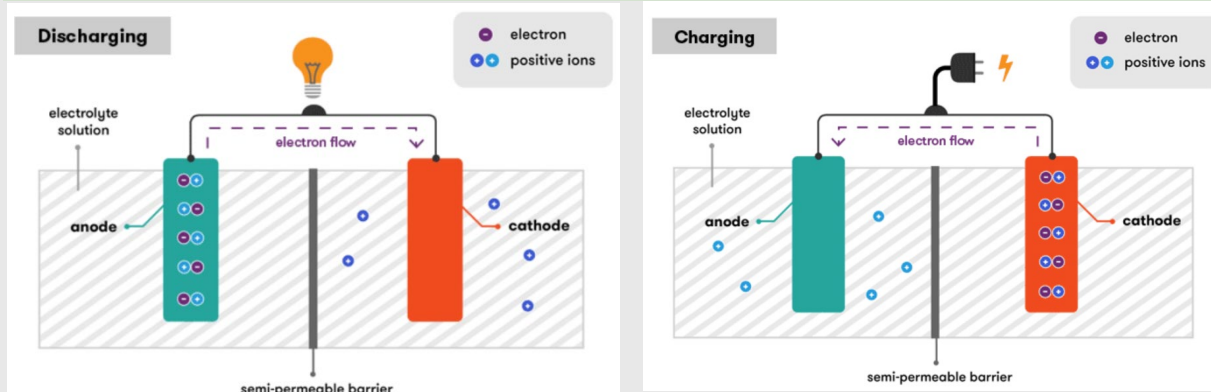 Discharging
electron
positive ions
electrolyte
solution
electron flow
anode
cathode
semi-permeable barrier
Charging
electron
positive ions
electrolyte
solution
electron flow
anode
cathode
semi-permeable barrier